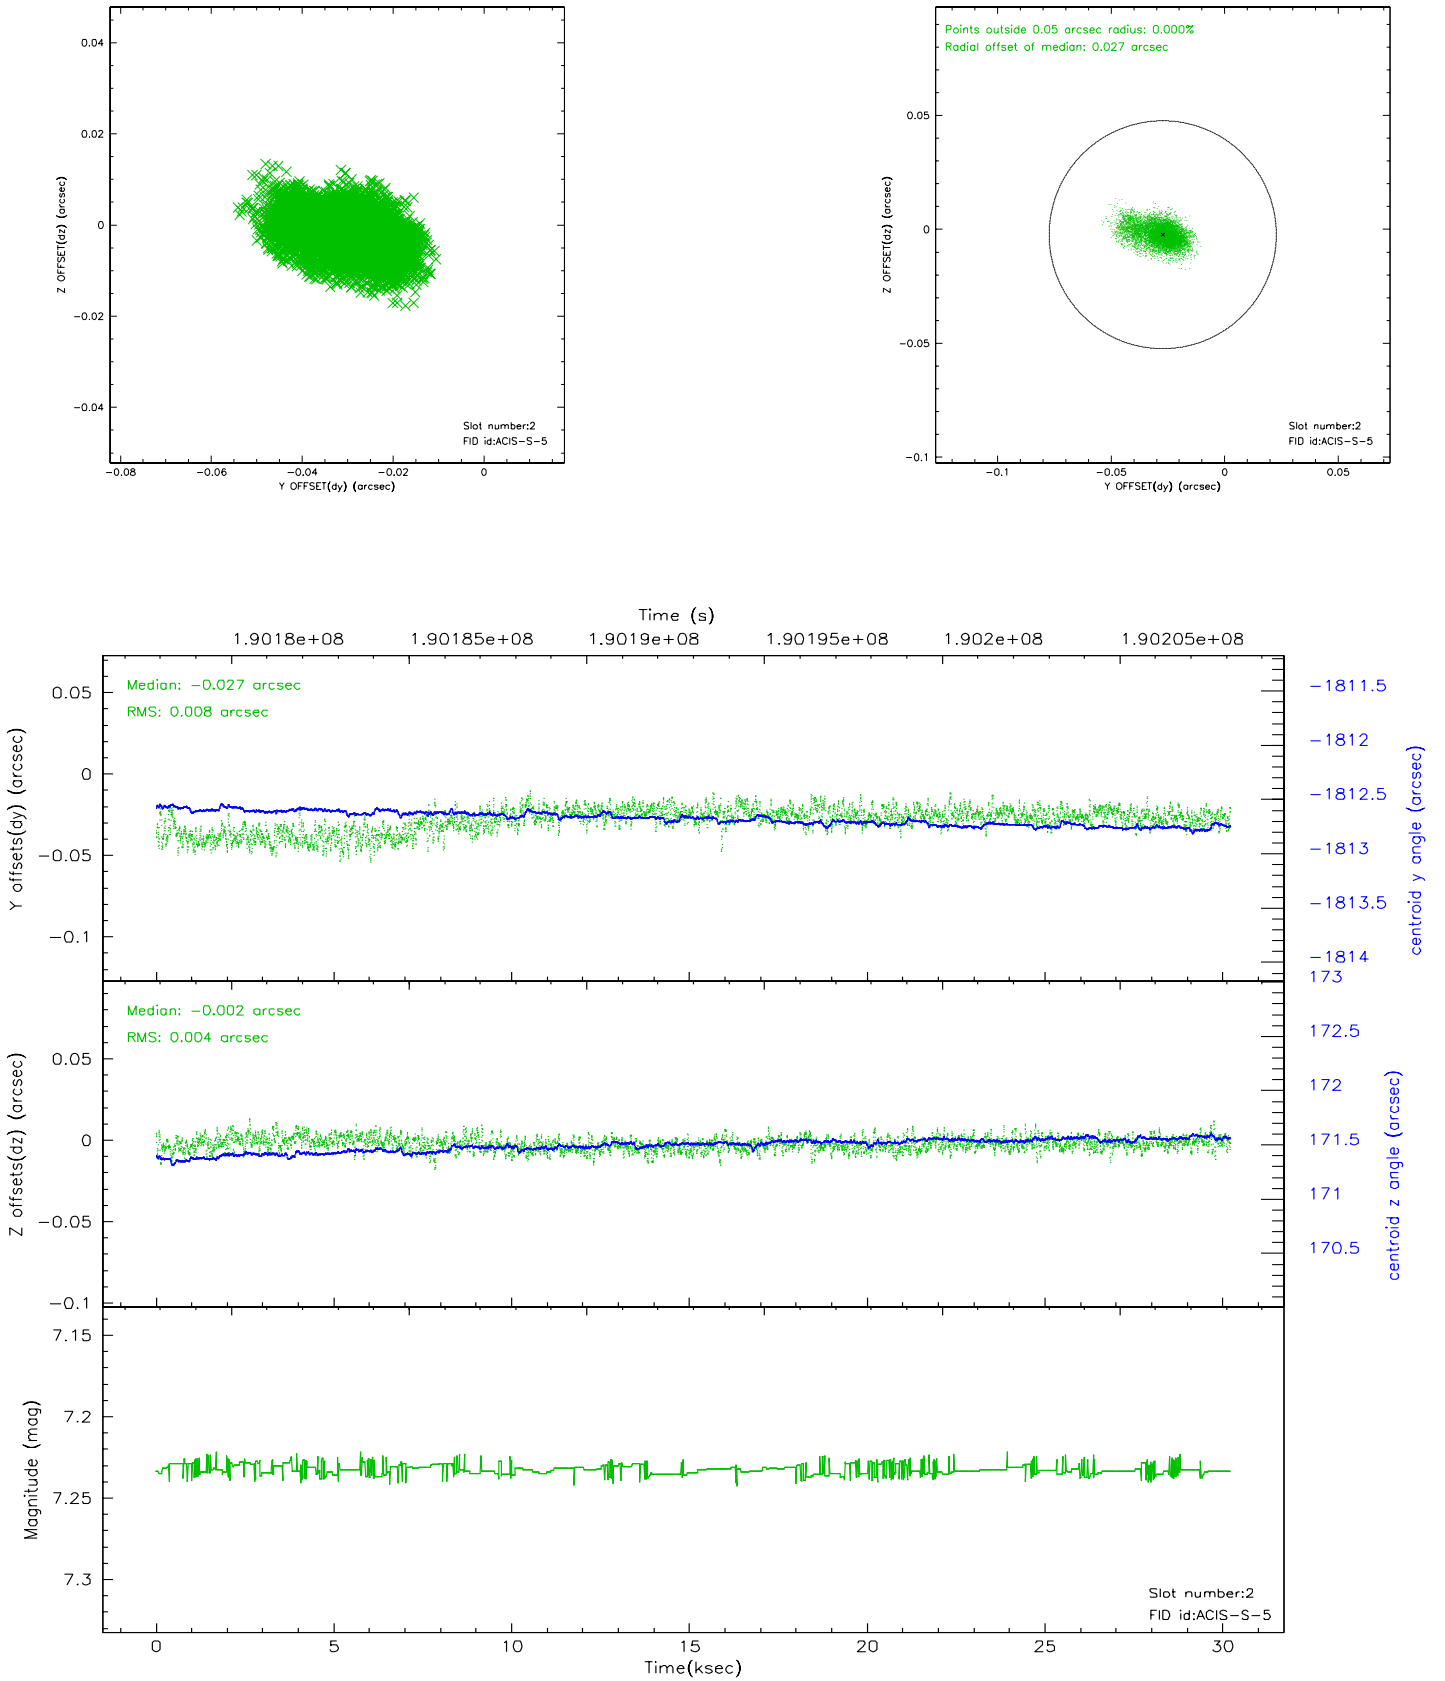 0.04
0.02
0
−0.02
−0.04
Z OFFSET(dz) (arcsec)
Slot number:2
FID id:ACIS−S−5
−0.08
−0.06
−0.04
−0.02
0
Y OFFSET(dy) (arcsec)
Points outside 0.05 arcsec radius: 0.000%
Radial offset of median: 0.027 arcsec
0.05
0
−0.05
−0.1
Z OFFSET(dz) (arcsec)
Slot number:2
FID id:ACIS−S−5
−0.1
−0.05
0
0.05
Y OFFSET(dy) (arcsec)
Time (s)
1.9018e+08
1.90185e+08
1.9019e+08
1.90195e+08
1.902e+08
1.90205e+08
Median: −0.027 arcsec
RMS: 0.008 arcsec
0.05
0
−0.05
−0.1
Y offsets(dy) (arcsec)
−1811.5
−1812
−1812.5
−1813
−1813.5
−1814
centroid y angle (arcsec)
Median: −0.002 arcsec
RMS: 0.004 arcsec
0.05
0
−0.05
−0.1
Z offsets(dz) (arcsec)
173
172.5
172
171.5
171
170.5
centroid z angle (arcsec)
7.15
7.2
7.25
7.3
Magnitude (mag)
Slot number:2
FID id:ACIS−S−5
0
5
10
15
20
25
30
Time(ksec)